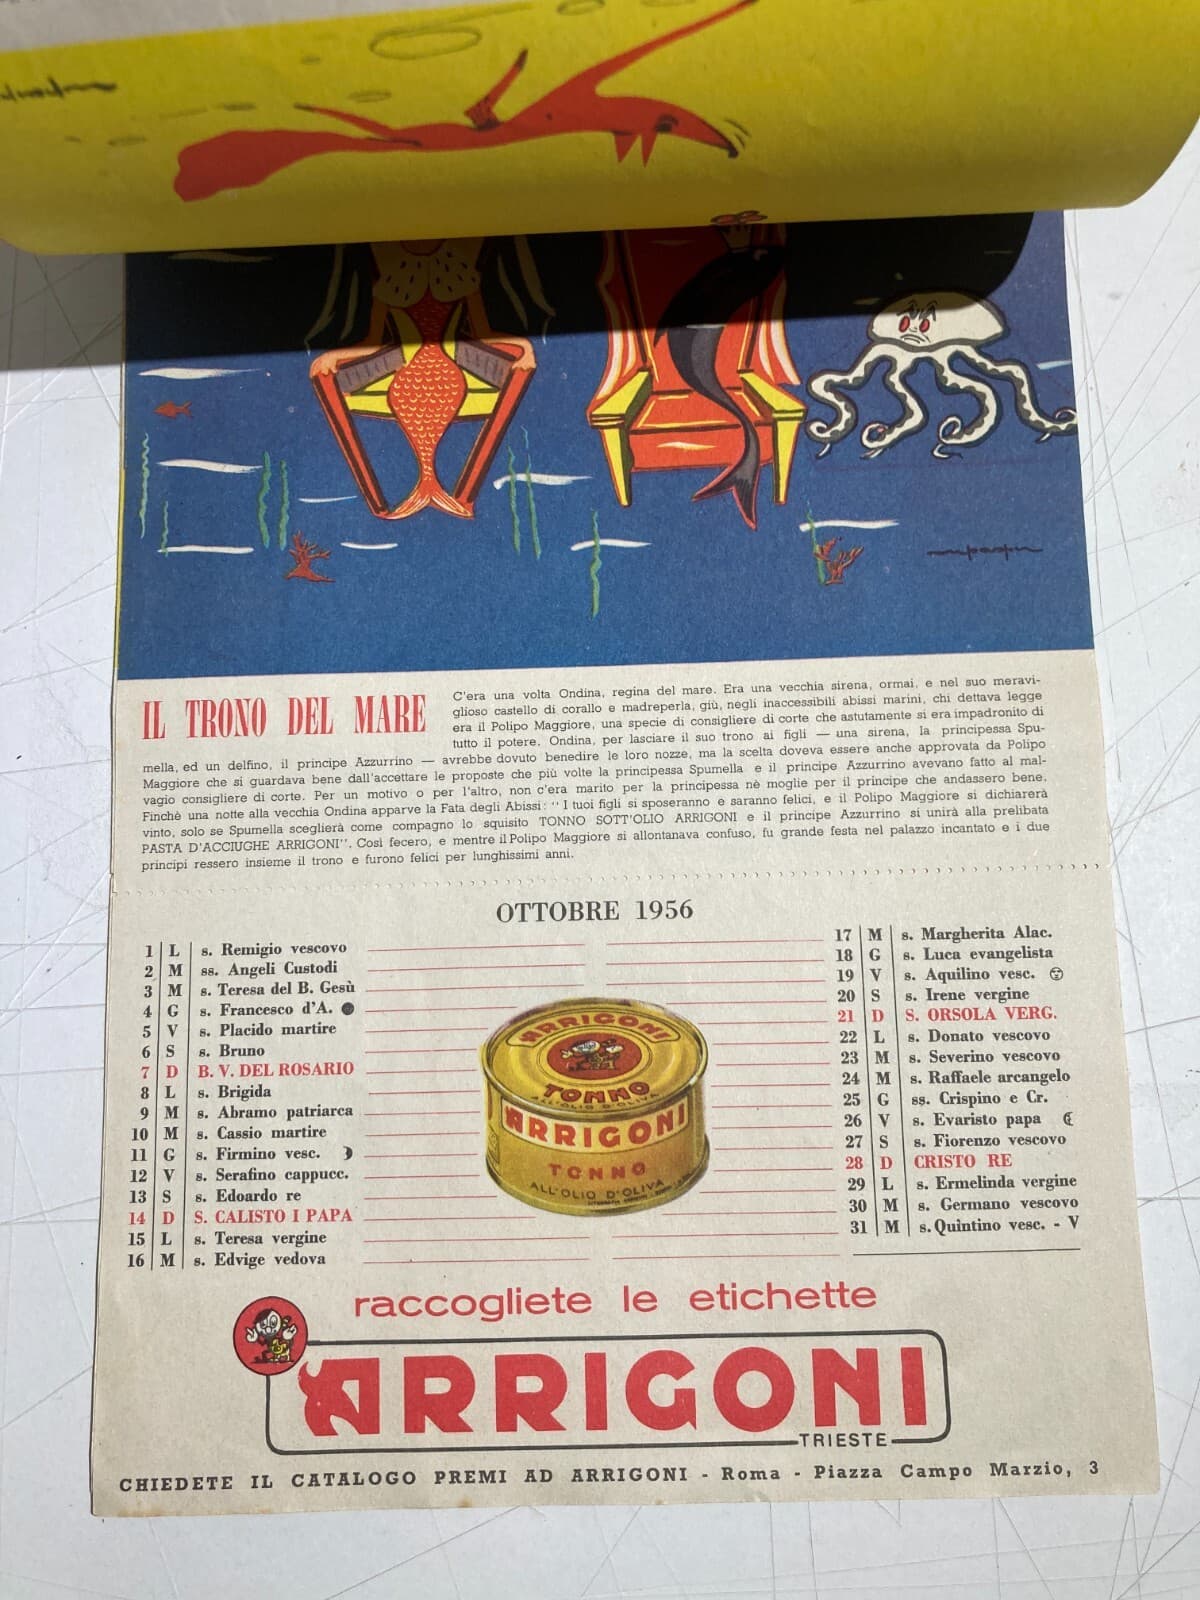 IL TRONO DEL MARE
C'era una volta Ondina, regina del mare. Era una vecchia sirena, ormai, e nel suo meravi-
glioso castello di corallo e madreperla, giù, negli inaccessibili abissi marini, chi dettava legge
era il Polipo Maggiore, una specie di consigliere di corte che astutamente si era impadronito di
tutto il potere. Ondina, per lasciare il suo trono ai figli — una sirena, la principessa Spu-
mella, ed un delfino, il principe Azzurrino — avrebbe dovuto benedire le loro nozze, ma la scelta doveva essere anche approvata da Polipo
Maggiore che si guardava bene dall'accettare le proposte che più volte la principessa Spumella e il principe Azzurrino avevano fatto al mal-
vagio consigliere di corte. Per un motivo o per l'altro, non c'era marito per la principessa nè moglie per il principe che andassero bene.
Finchè una notte alla vecchia Ondina apparve la Fata degli Abissi: "I tuoi figli si sposeranno e saranno felici, e il Polipo Maggiore si dichiarerà
vinto, solo se Spumella sceglierà come compagno lo squisito TONNO SOTT'OLIO ARRIGONI e il principe Azzurrino si unirà alla prelibata
PASTA D'ACCIUGHE ARRIGONI". Così fecero, e mentre il Polipo Maggiore si allontanava confuso, fu grande festa nel palazzo incantato e i due
principi ressero insieme il trono e furono felici per lunghissimi anni.
OTTOBRE 1956
1 L s. Remigio vescovo
2 M ss. Angeli Custodi
3 M s. Teresa del B. Gesù
4 G s. Francesco d'A.
5 V s. Placido martire
6 S s. Bruno
7 D B. V. DEL ROSARIO
8 L s. Brigida
9 M s. Abramo patriarca
10 M s. Cassio martire
11 G s. Firmino vesc.
12 V s. Serafino cappucc.
13 S s. Edoardo re
14 D S. CALISTO I PAPA
15 L s. Teresa vergine
16 M s. Edvige vedova
17 M s. Margherita Alac.
18 G s. Luca evangelista
19 V s. Aquilino vesc.
20 S s. Irene vergine
21 D S. ORSOLA VERG.
22 L s. Donato vescovo
23 M s. Severino vescovo
24 M s. Raffaele arcangelo
25 G ss. Crispino e Cr.
26 V s. Evaristo papa
27 S s. Fiorenzo vescovo
28 D CRISTO RE
29 L s. Ermelinda vergine
30 M s. Germano vescovo
31 M s. Quintino vesc. - V
ARRIGONI
TONNO
ALL'OLIO D'OLIVA
ARRIGONI
TONNO
ALL'OLIO D'OLIVA
raccogliete le etichette
ARRIGONI
TRIESTE
CHIEDETE IL CATALOGO PREMI AD ARRIGONI - Roma - Piazza Campo Marzio, 3